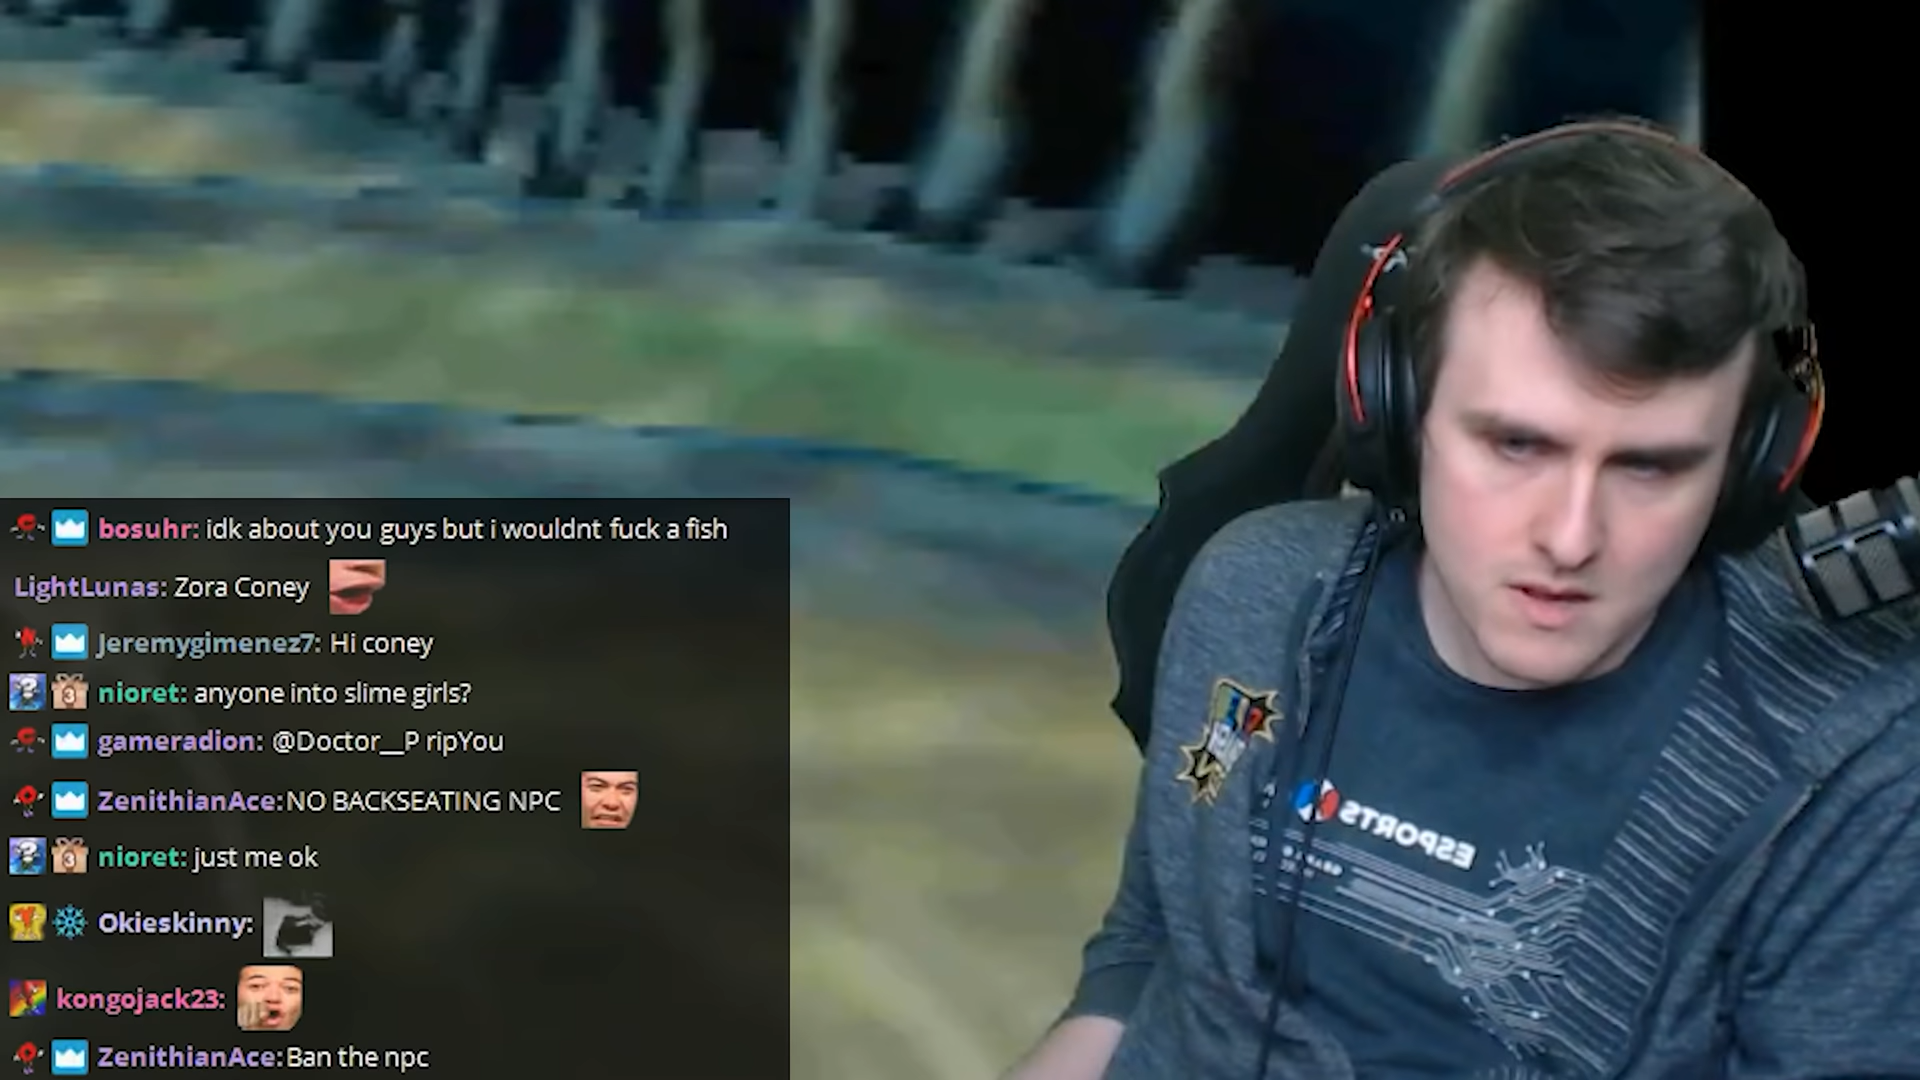 bosuhr: idk about you guys but i wouldnt fuck a fish
LightLunas: Zora Coney
Jeremygimenez7: Hi coney
3 nioret: anyone into slime girls?
gameradion: @Doctor__P ripYou
ZenithianAce: NO BACKSEATING NPC
3 nioret: just me ok
Okieskinny:
kongojack23:
ZenithianAce: Ban the npc
ESPORTS